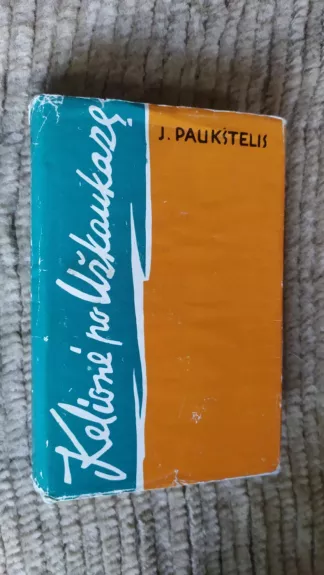 J. PAUKŠTELIS
Kelionė po Užkaukazę